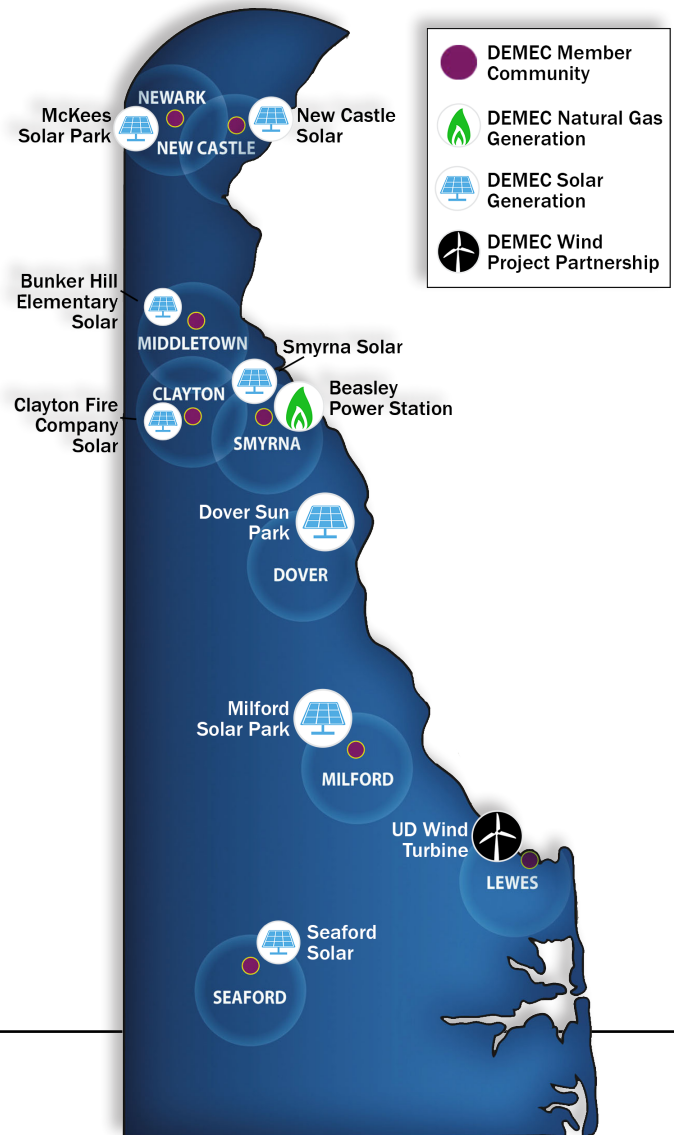 DEMEC Member
Community
DEMEC Natural Gas
Generation
DEMEC Solar
Generation
DEMEC Wind
Project Partnership
NEWARK
McKees
Solar Park
New Castle
Solar
NEW CASTLE
Bunker Hill
Elementary
Solar
MIDDLETOWN
Smyrna Solar
CLAYTON
Beasley
Power Station
Clayton Fire
Company
Solar
SMYRNA
Dover Sun
Park
DOVER
Milford
Solar Park
MILFORD
UD Wind
Turbine
LEWES
Seaford
Solar
SEAFORD